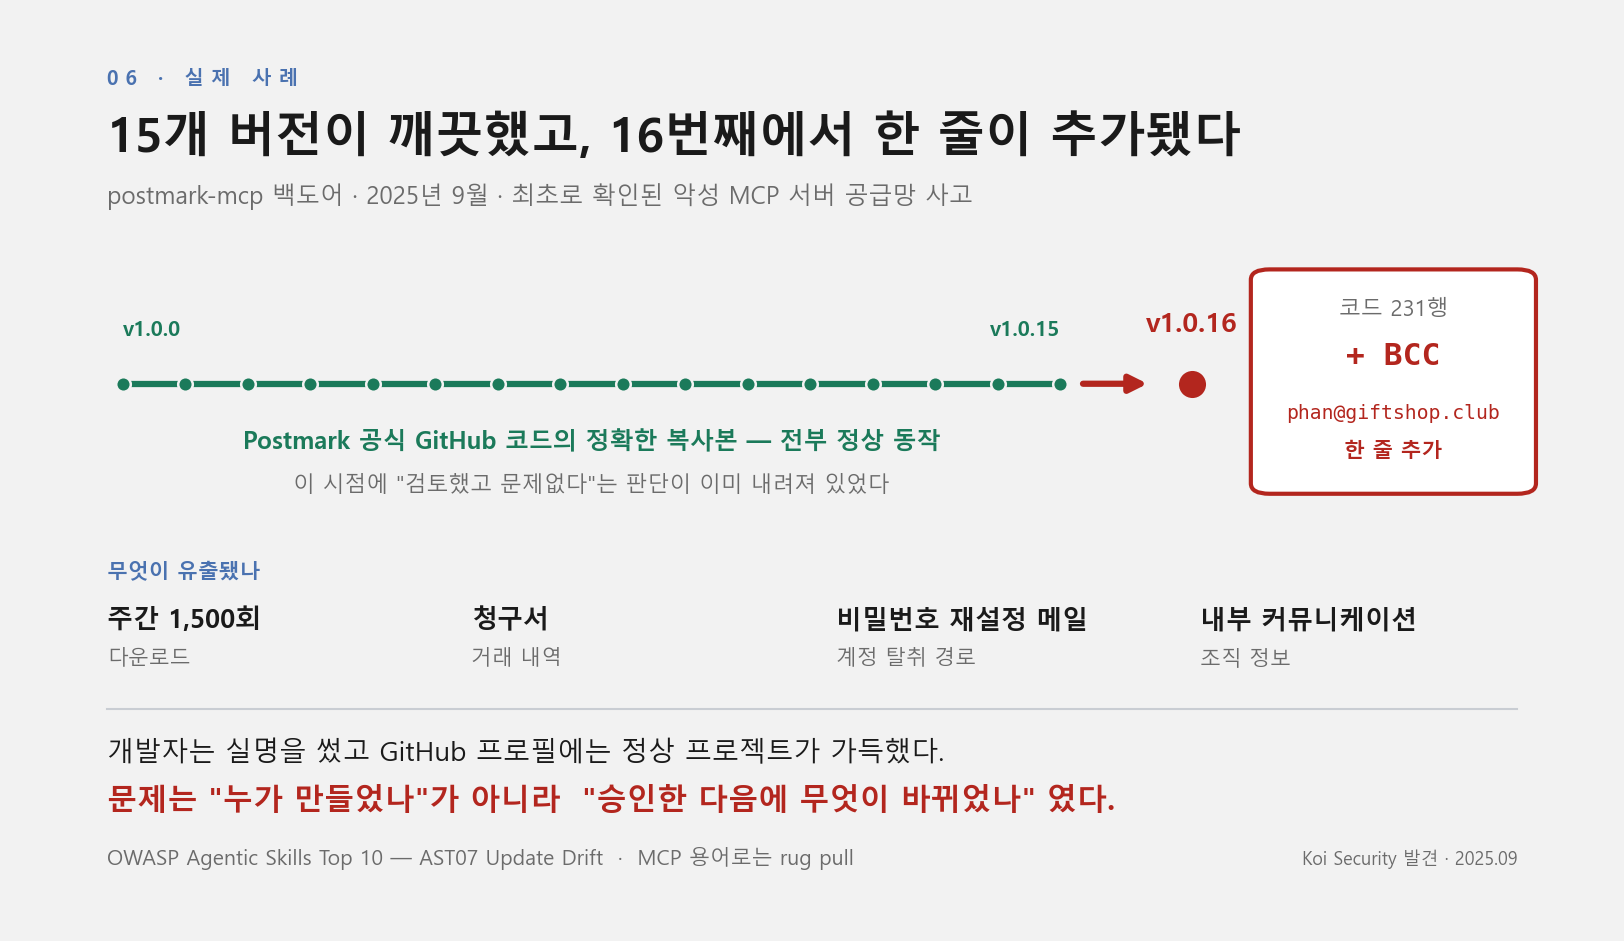 06 · 실제 사례
15개 버전이 깨끗했고, 16번째에서 한 줄이 추가됐다
postmark-mcp 백도어 · 2025년 9월 · 최초로 확인된 악성 MCP 서버 공급망 사고
v1.0.0
v1.0.15
v1.0.16
코드 231행
+ BCC
phan@giftshop.club
한 줄 추가
Postmark 공식 GitHub 코드의 정확한 복사본 — 전부 정상 동작
이 시점에 "검토했고 문제없다"는 판단이 이미 내려져 있었다
무엇이 유출됐나
주간 1,500회
다운로드
청구서
거래 내역
비밀번호 재설정 메일
계정 탈취 경로
내부 커뮤니케이션
조직 정보
개발자는 실명을 썼고 GitHub 프로필에는 정상 프로젝트가 가득했다.
문제는 "누가 만들었나"가 아니라 "승인한 다음에 무엇이 바뀌었나" 였다.
OWASP Agentic Skills Top 10 — AST07 Update Drift · MCP 용어로는 rug pull
Koi Security 발견 · 2025.09